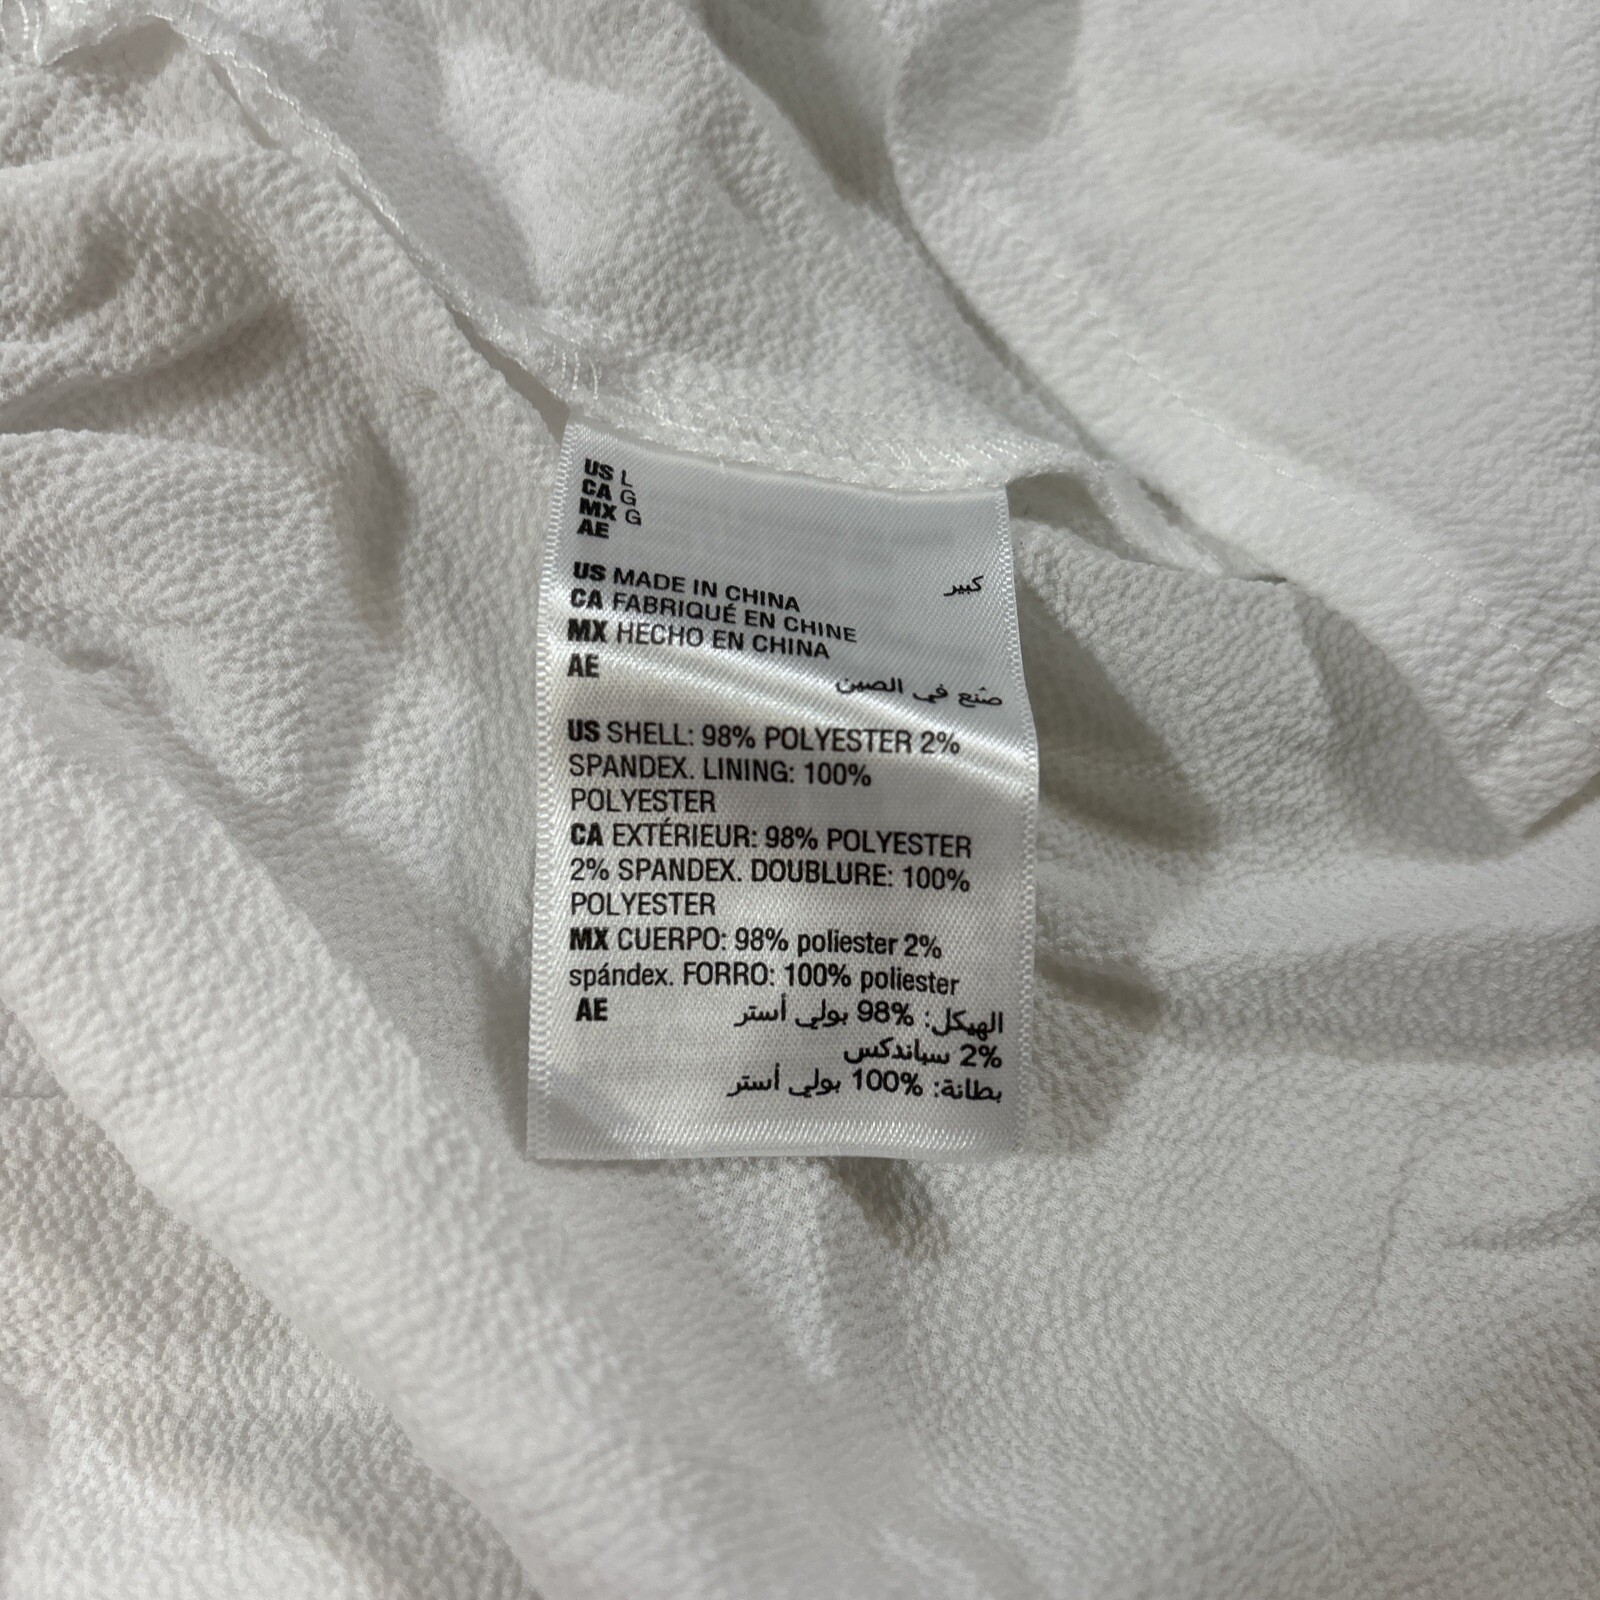 US L
CA G
MX G
AE
كبير
US MADE IN CHINA
CA FABRIQUÉ EN CHINE
MX HECHO EN CHINA
AE
صنع في الصين
US SHELL: 98% POLYESTER 2%
SPANDEX. LINING: 100%
POLYESTER
CA EXTÉRIEUR: 98% POLYESTER
2% SPANDEX. DOUBLURE: 100%
POLYESTER
MX CUERPO: 98% poliester 2%
spándex. FORRO: 100% poliester
AE الهيكل: 98% بولي أستر
2% سباندكس
بطانة: 100% بولي أستر